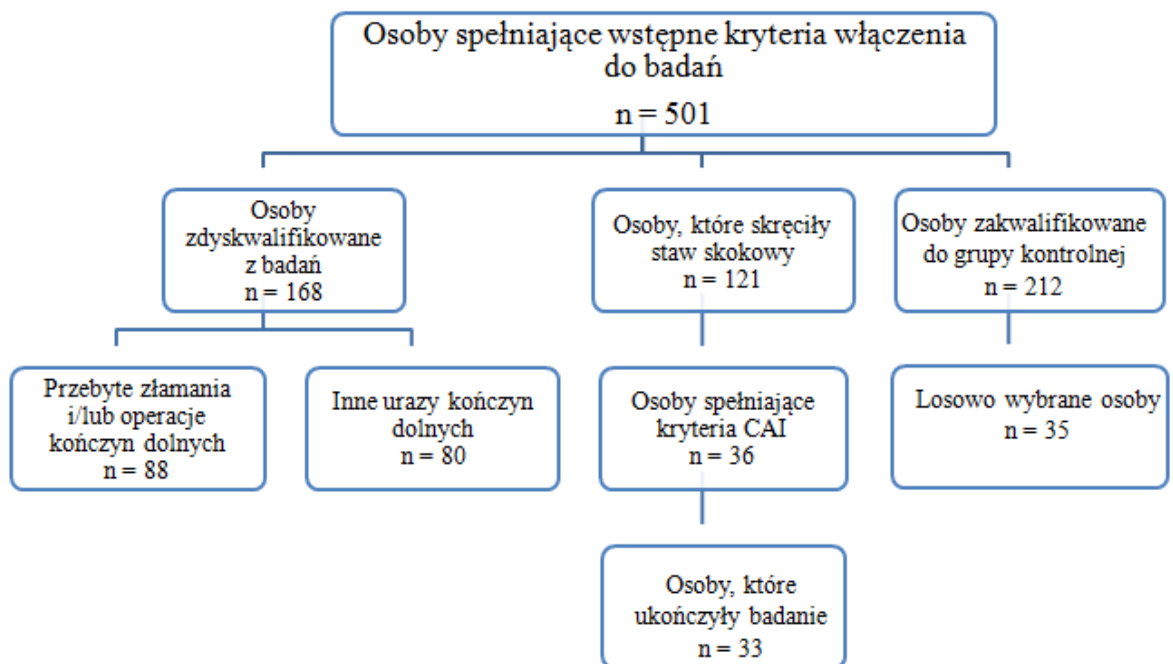 Osoby spełniające wstępne kryteria włączenia
do badań
n = 501
Osoby
zdyskwalifikowane
z badań
n = 168
Osoby, które skręciły
staw skokowy
n = 121
Osoby zakwalifikowane
do grupy kontrolnej
n = 212
Przebyte złamania
i/lub operacje
kończyn dolnych
n = 88
Inne urazy kończyn
dolnych
n = 80
Osoby spełniające
kryteria CAI
n = 36
Losowo wybrane osoby
n = 35
Osoby, które
ukończyły badanie
n = 33